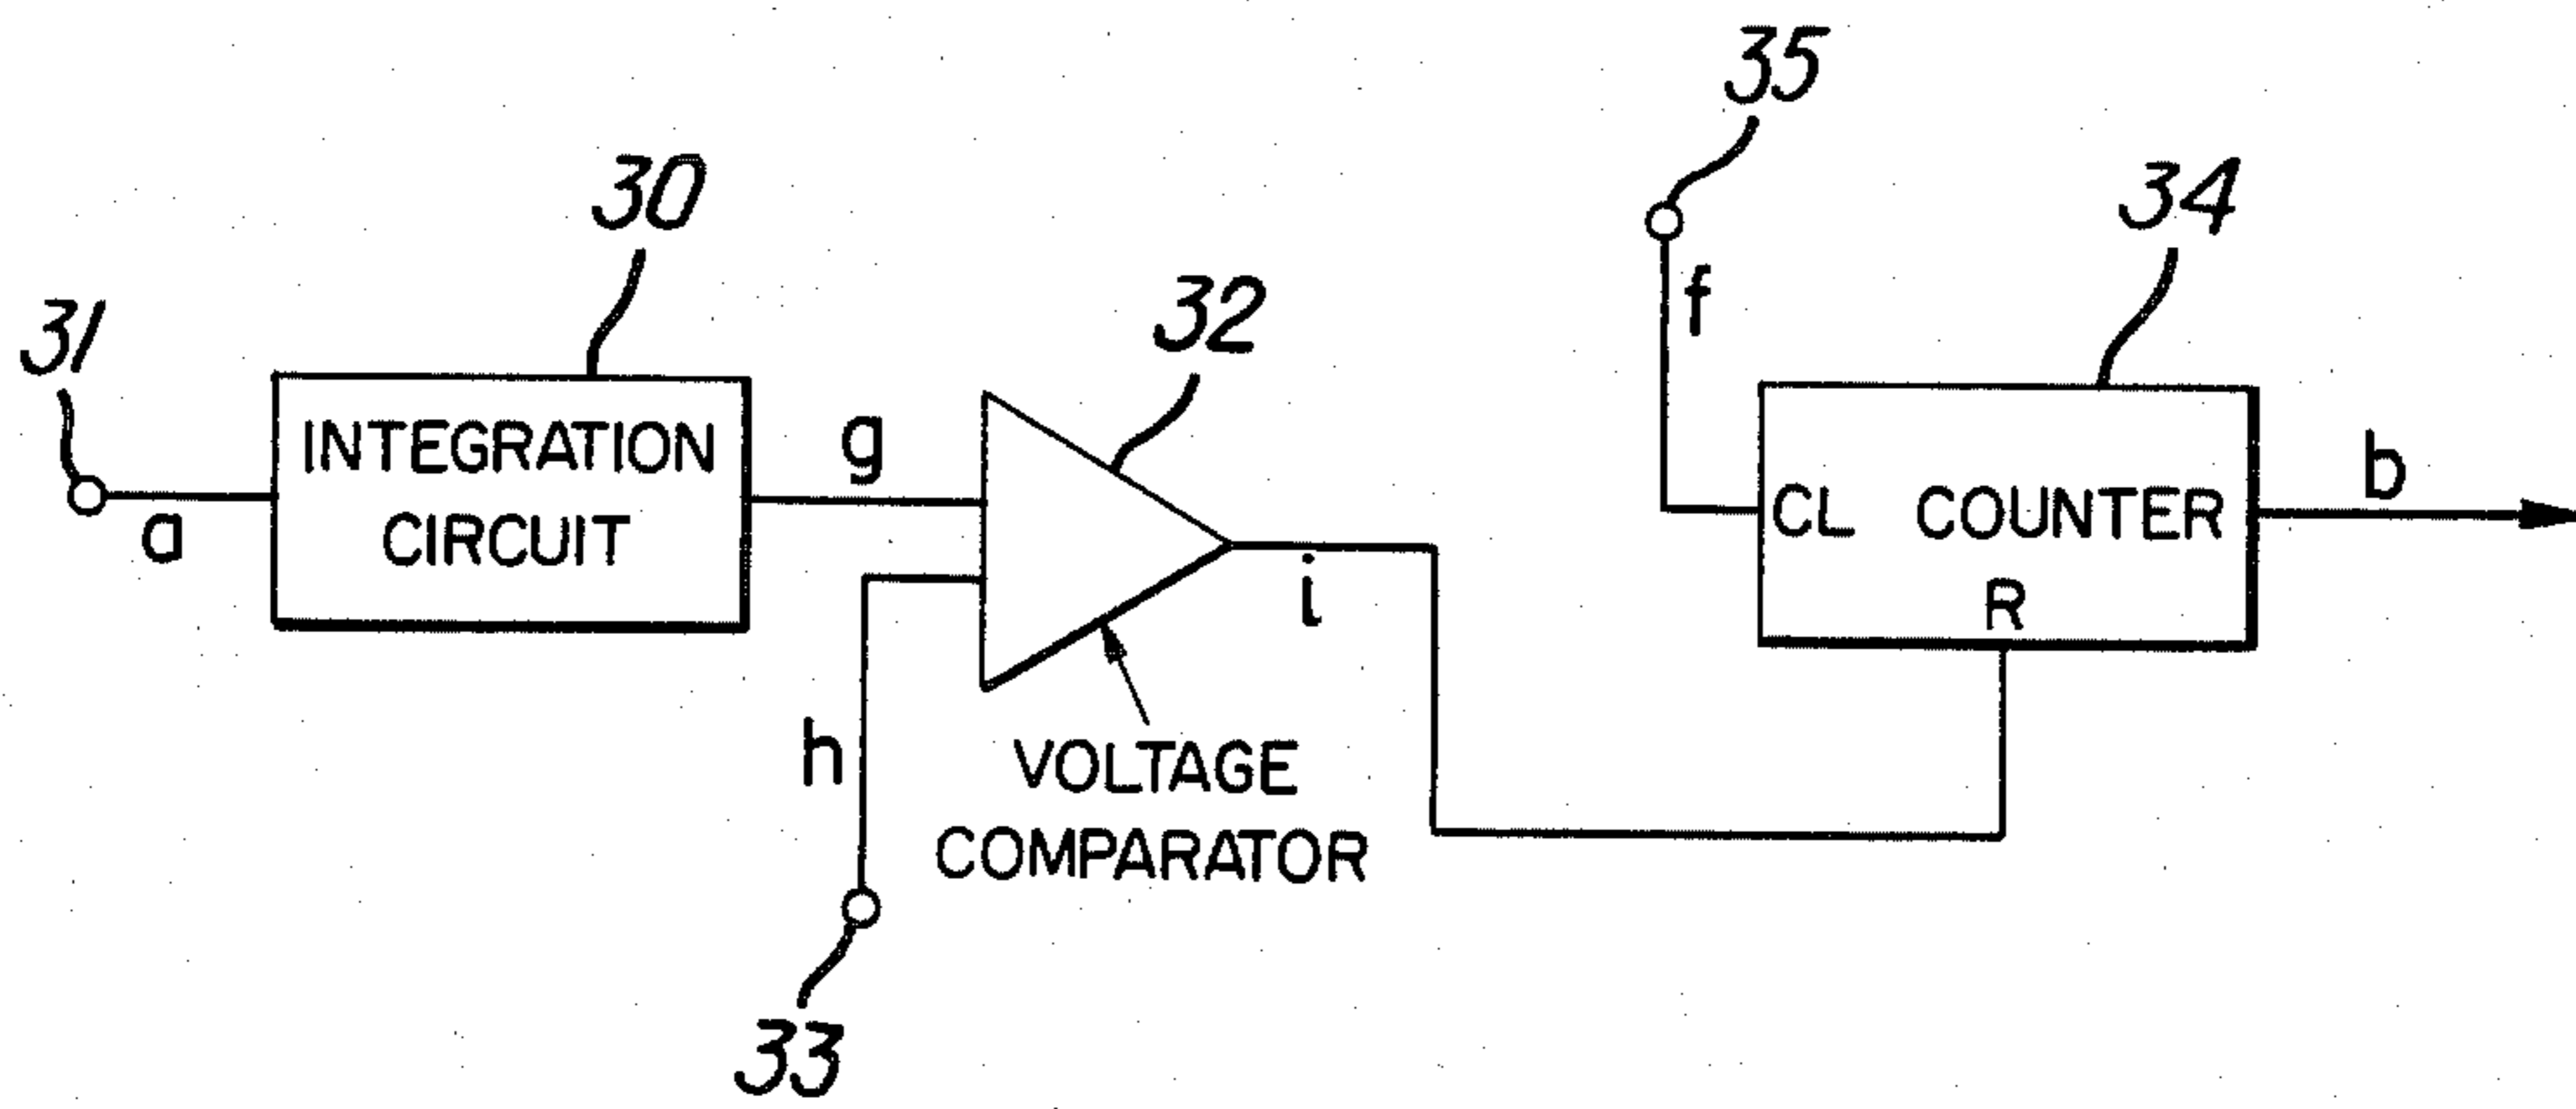 35
30
34
32
f
31
INTEGRATION
CIRCUIT
g
a
CL COUNTER
R
b
i
h
VOLTAGE
COMPARATOR
33